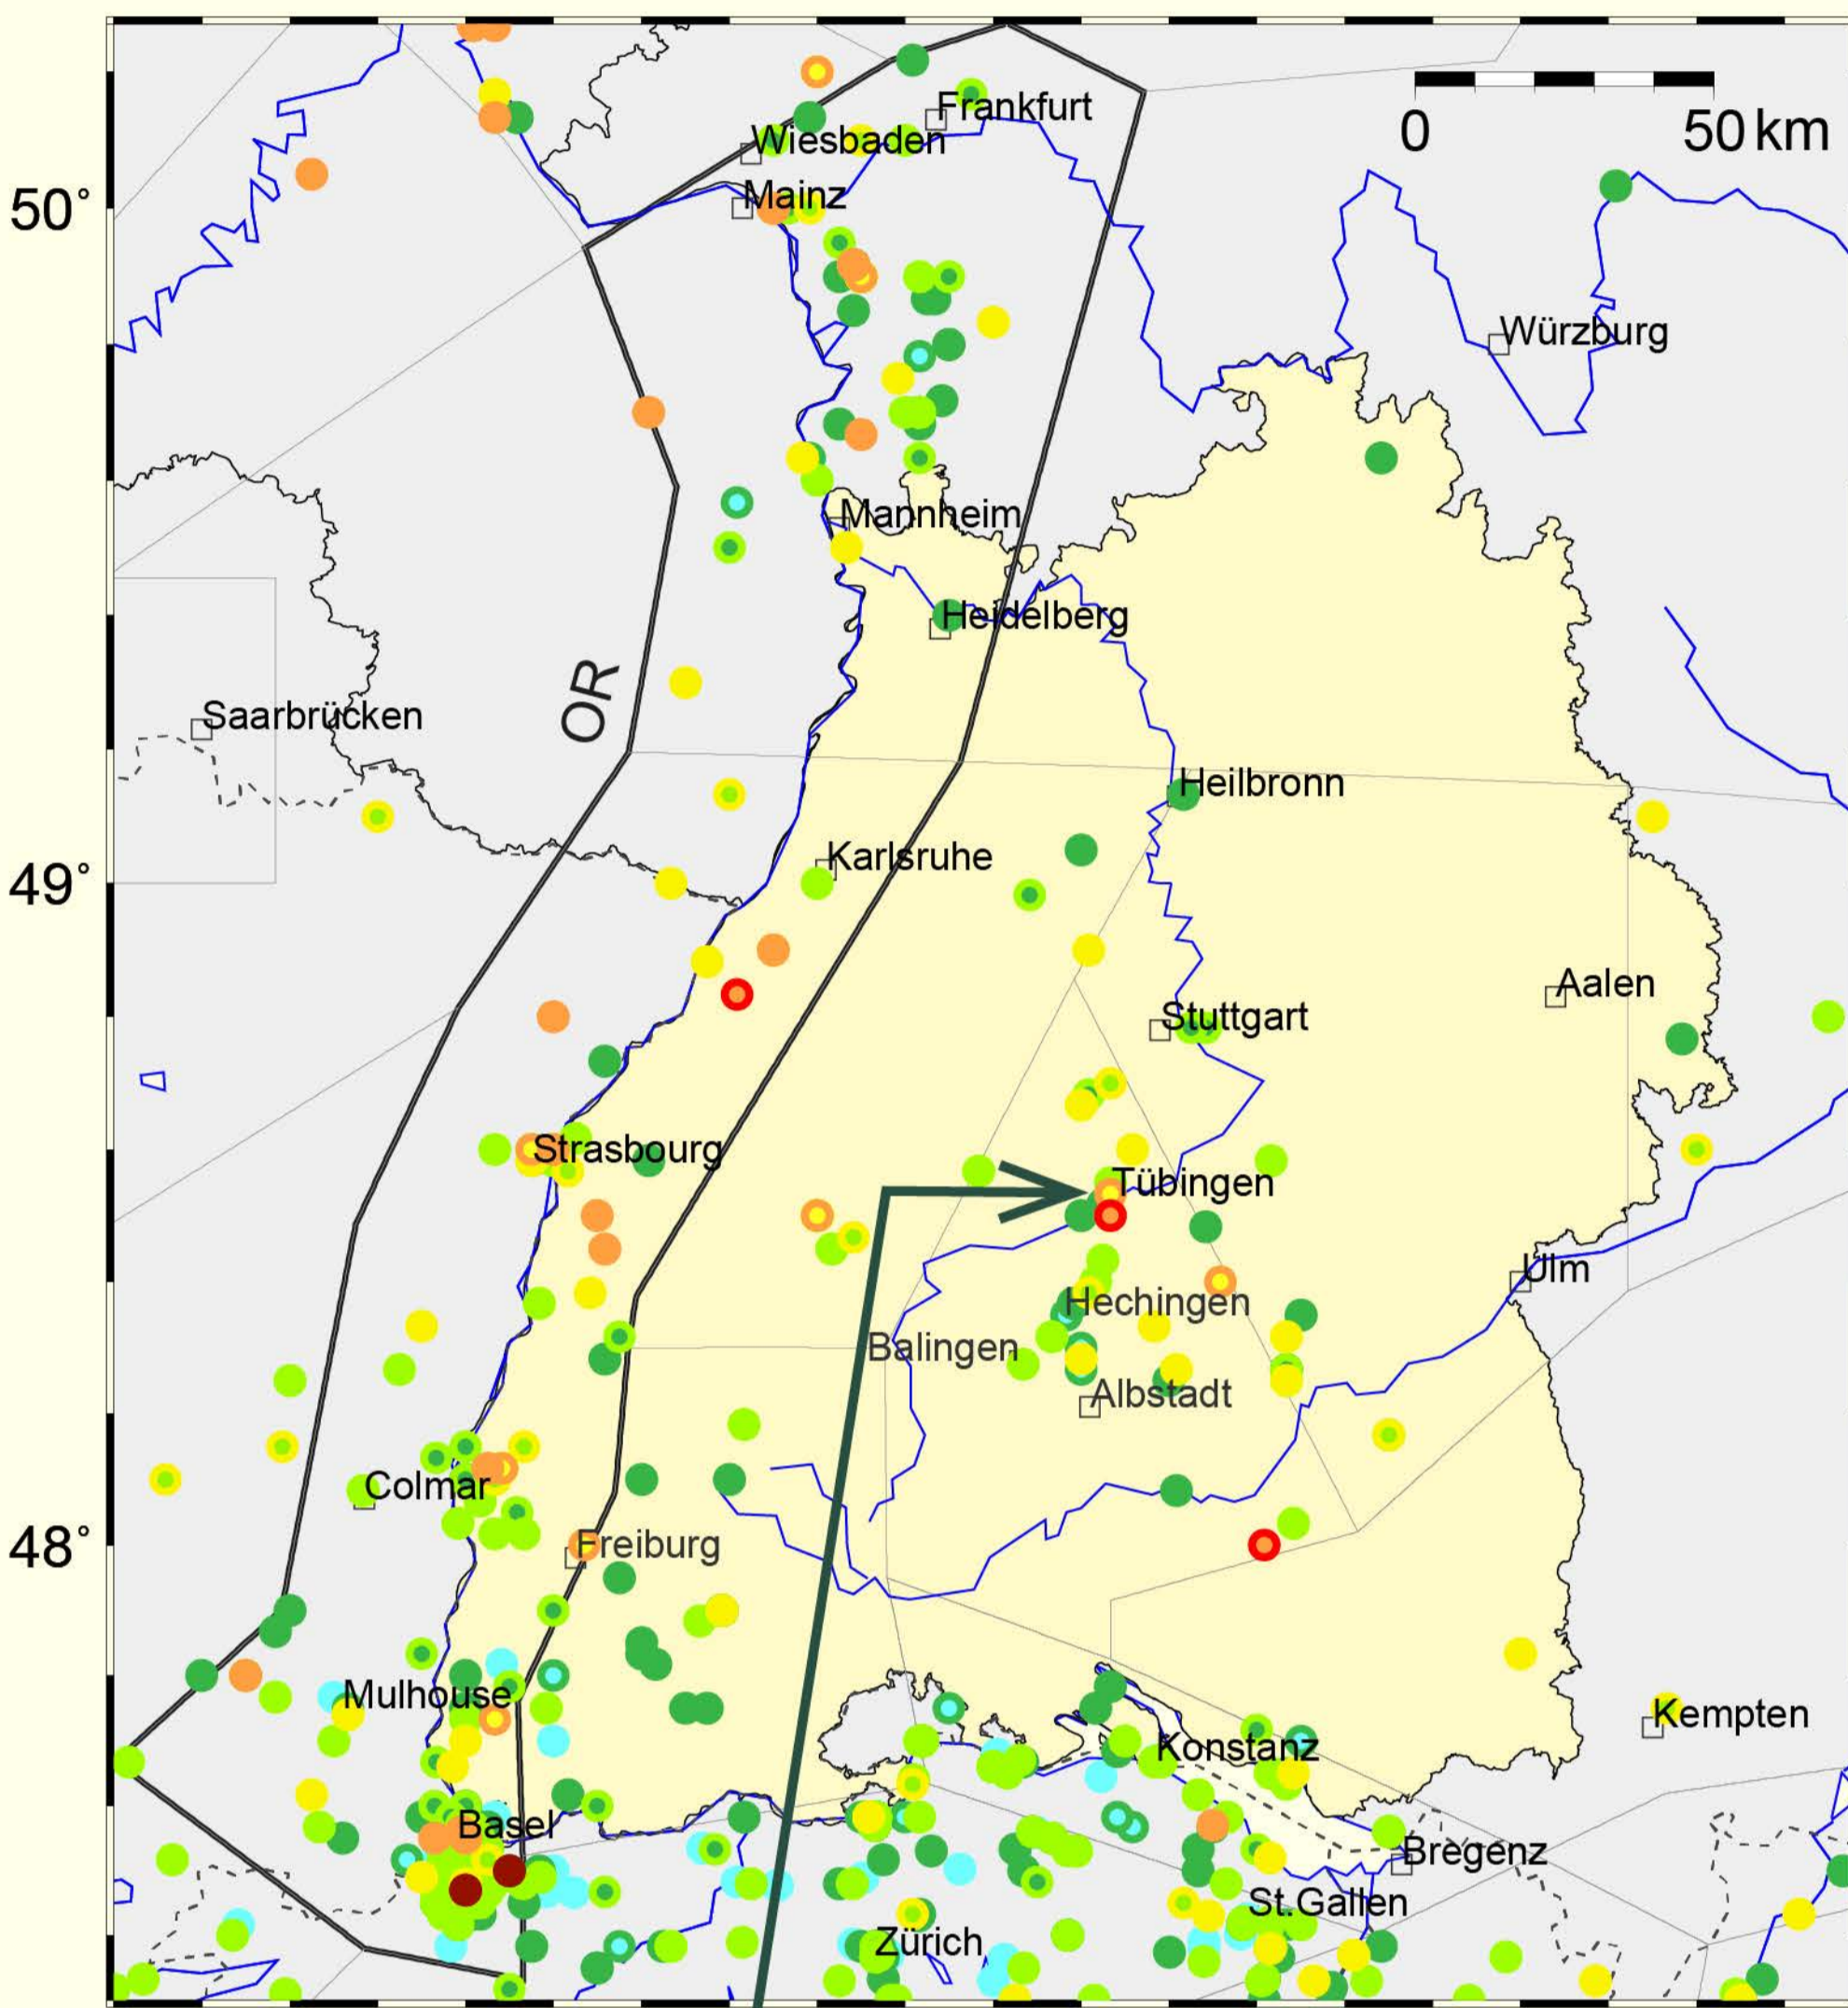 Frankfurt
0 50 km
Wiesbaden
Mainz
50°
Würzburg
Mannheim
Heidelberg
OR
Saarbrücken
Heilbronn
Karlsruhe
49°
Aalen
Stuttgart
Strasbourg
Tübingen
Ulm
Hechingen
Balingen
Albstadt
Colmar
48°
Freiburg
Mulhouse
Kempten
Konstanz
Basel
Bregenz
St.Gallen
Zürich